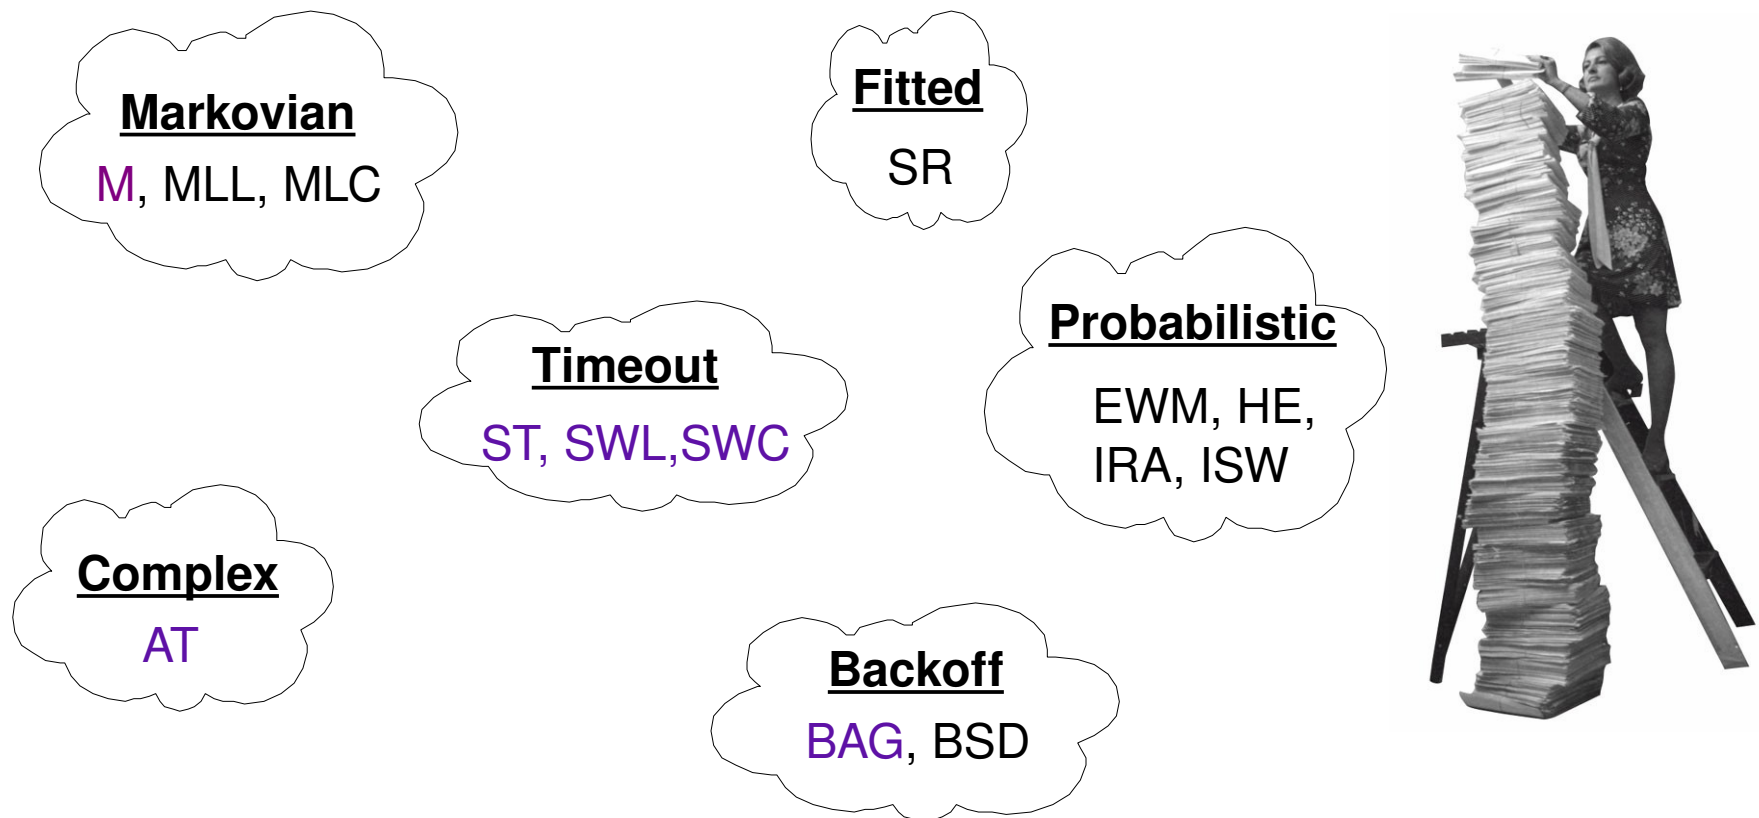 Markovian
M, MLL, MLC
Fitted
SR
Probabilistic
EWM, HE,
IRA, ISW
Timeout
ST, SWL,SWC
Complex
AT
Backoff
BAG, BSD